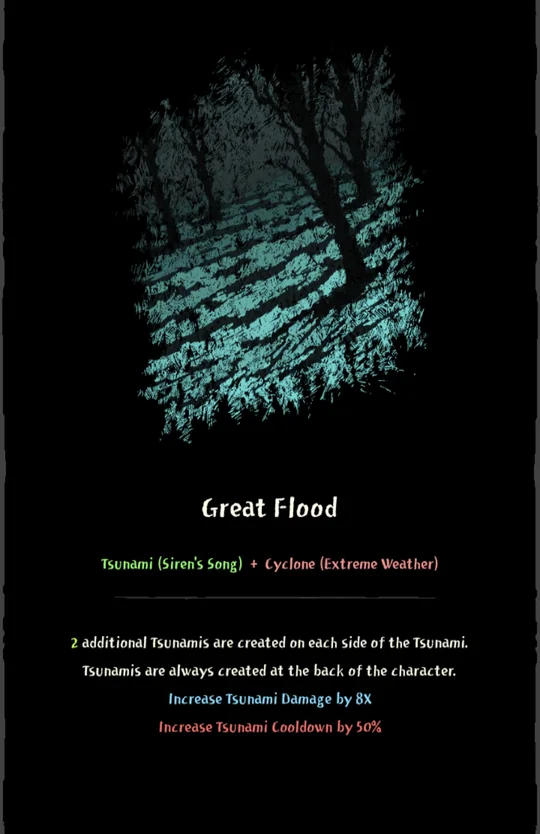 Great Flood
Tsunami (Siren's Song) + Cyclone (Extreme Weather)
2 additional Tsunamis are created on each side of the Tsunami.
Tsunamis are always created at the back of the character.
Increase Tsunami Damage by 8X
Increase Tsunami Cooldown by 50%